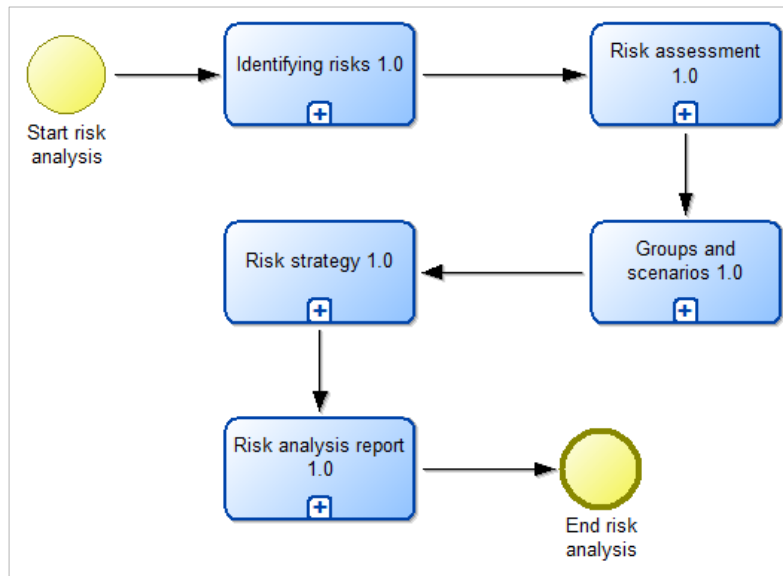 Start risk
analysis
Identifying risks 1.0
Risk assessment
1.0
Groups and
scenarios 1.0
Risk strategy 1.0
Risk analysis report
1.0
End risk
analysis